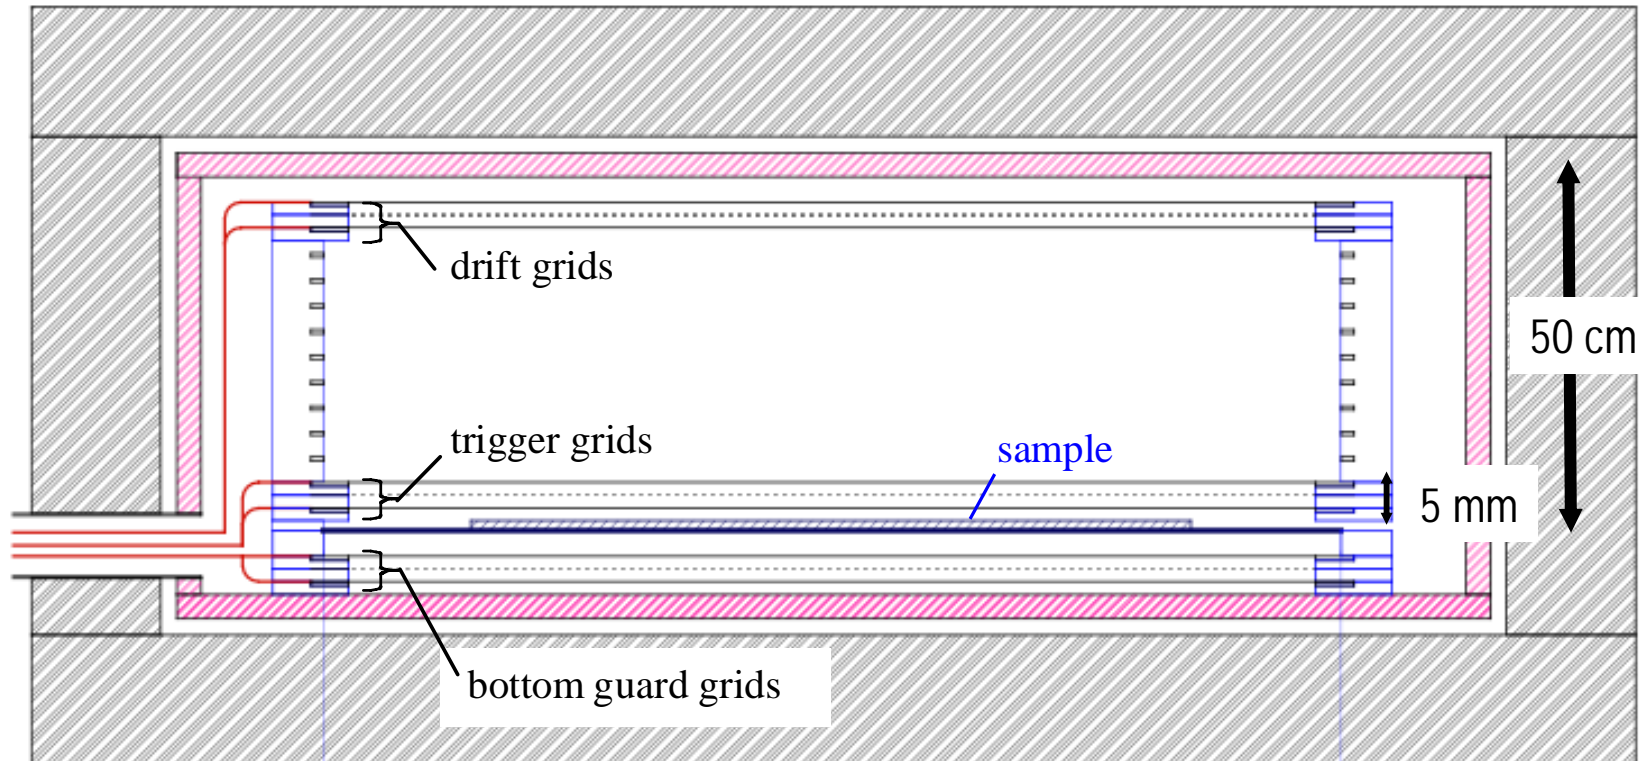 drift grids
50 cm
trigger grids
sample
5 mm
bottom guard grids